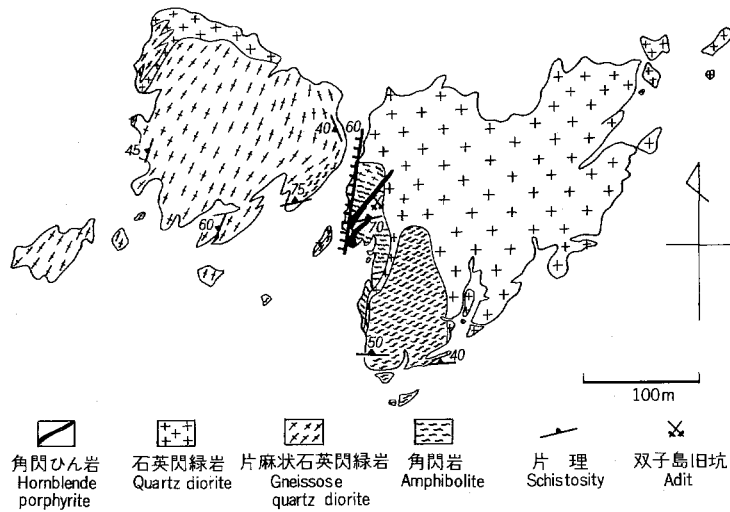 40
60
45
75
60
70
50
40
100m
角閃ひん岩
Hornblende
porphyrite
石英閃緑岩
Quartz diorite
片麻状石英閃緑岩
Gneissose
quartz diorite
角閃岩
Amphibolite
片 理
Schistosity
双子島旧坑
Adit